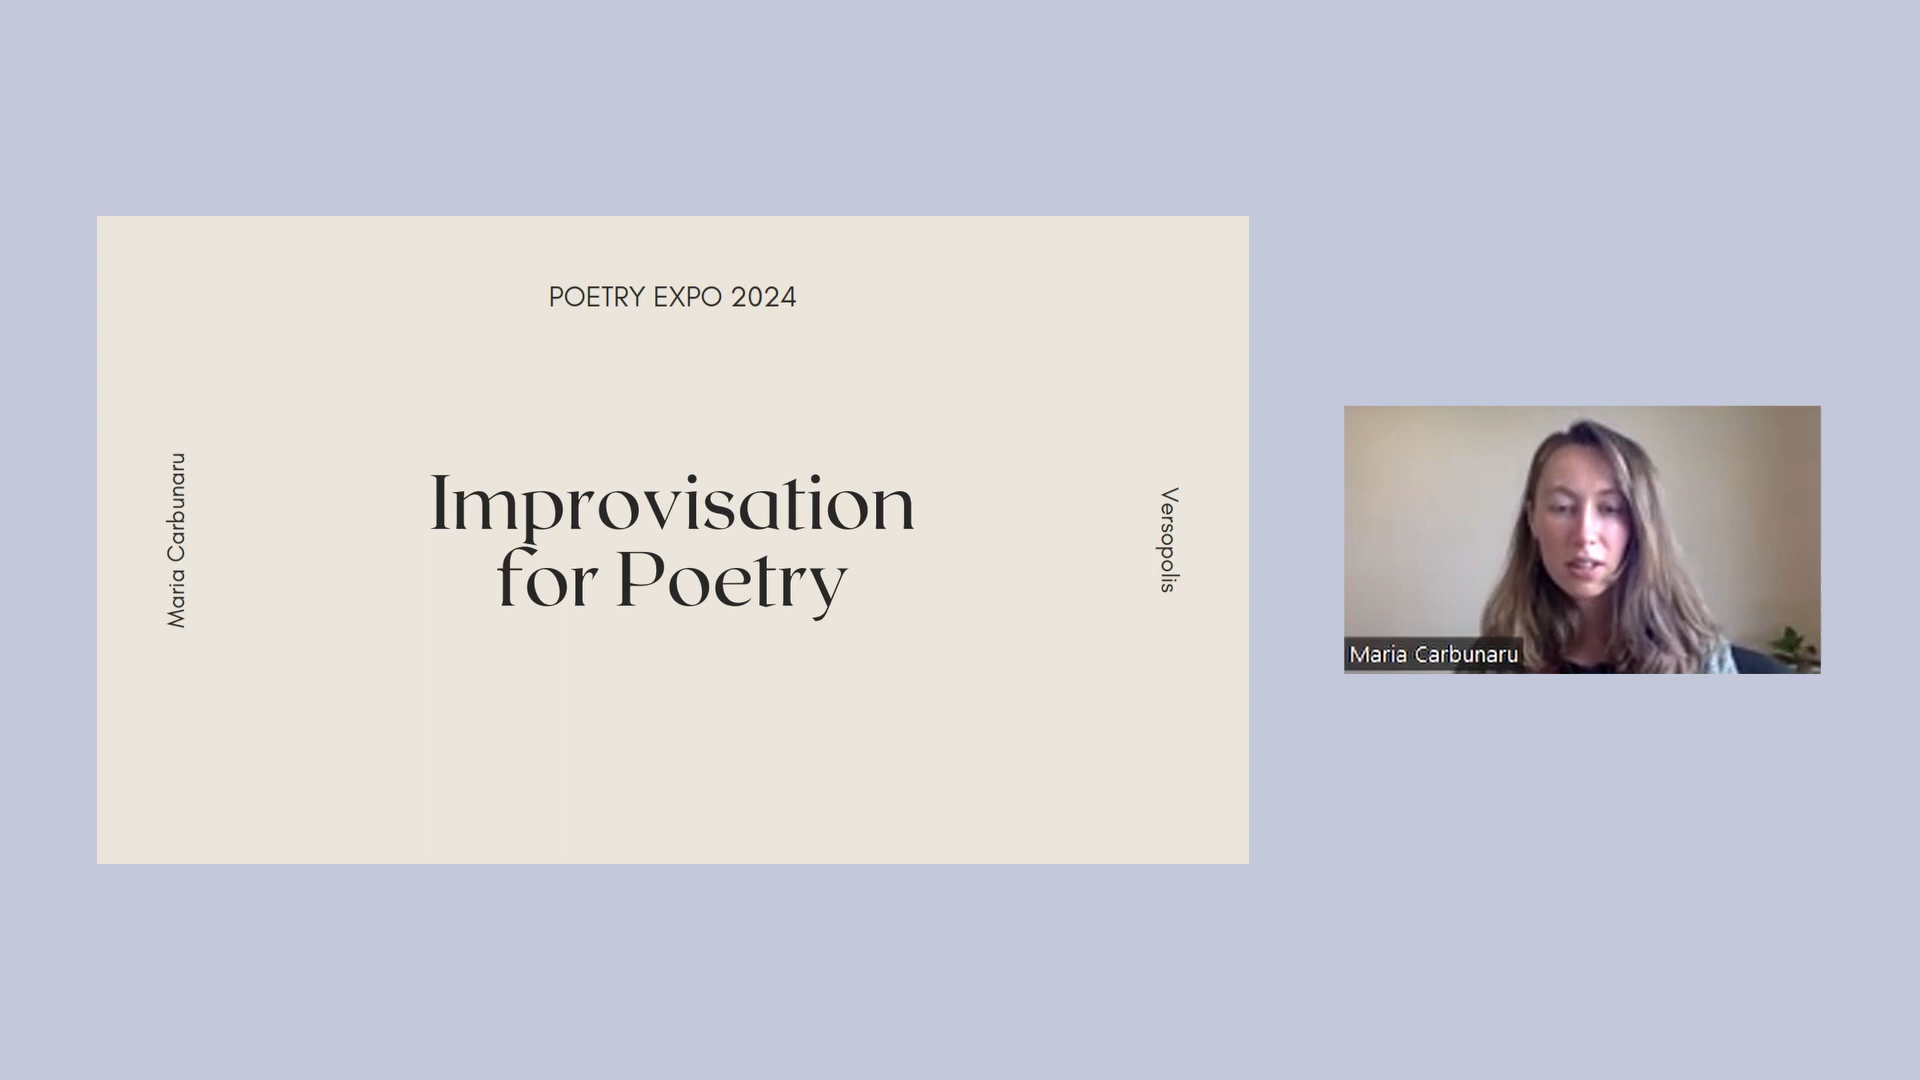 POETRY EXPO 2024
Maria Carbunaru
Improvisation
for Poetry
Versopolis
Maria Carbunaru